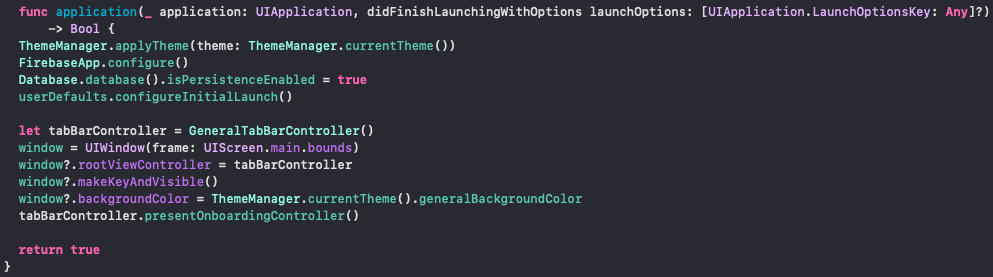 func application(_ application: UIApplication, didFinishLaunchingWithOptions launchOptions: [UIApplication.LaunchOptionsKey: Any]?)
-> Bool {
ThemeManager.applyTheme(theme: ThemeManager.currentTheme())
FirebaseApp.configure()
Database.database().isPersistenceEnabled = true
userDefaults.configureInitialLaunch()
let tabBarController = GeneralTabBarController()
window = UIWindow(frame: UIScreen.main.bounds)
window?.rootViewController = tabBarController
window?.makeKeyAndVisible()
window?.backgroundColor = ThemeManager.currentTheme().generalBackgroundColor
tabBarController.presentOnboardingController()
return true
}